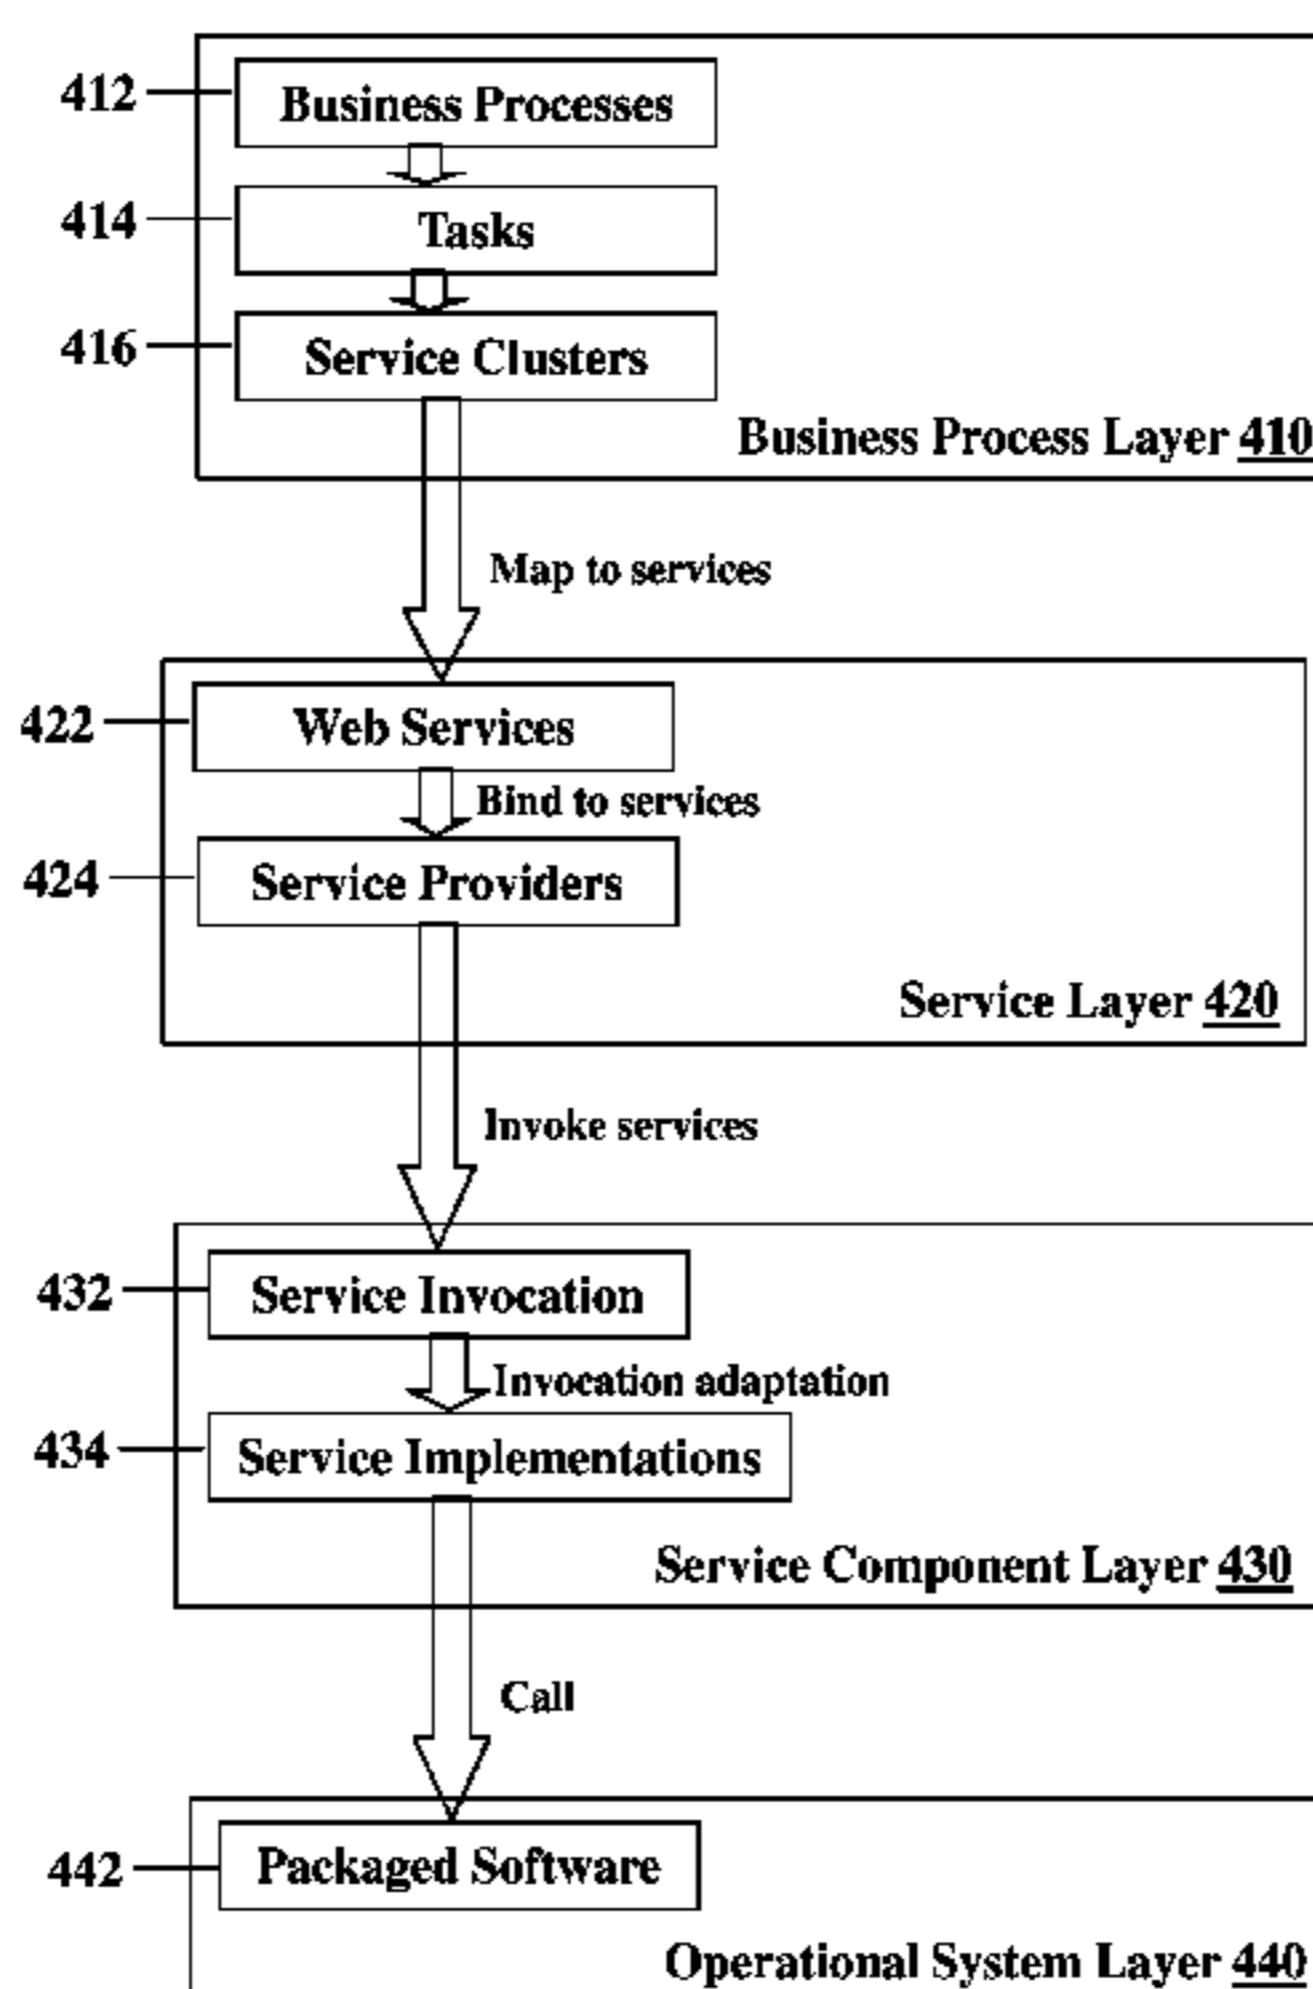 412 Business Processes
414 Tasks
416 Service Clusters
Business Process Layer 410
Map to services
422 Web Services
Bind to services
424 Service Providers
Service Layer 420
Invoke services
432 Service Invocation
Invocation adaptation
434 Service Implementations
Service Component Layer 430
Call
442 Packaged Software
Operational System Layer 440